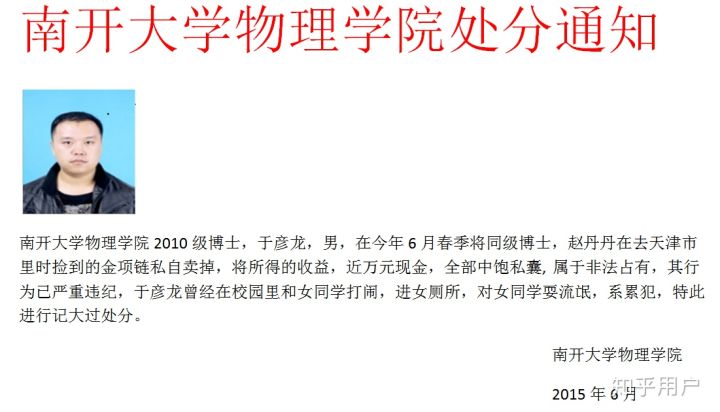 南开大学物理学院处分通知
南开大学物理学院 2010 级博士，于彦龙，男，在今年 6 月春季将同级博士，赵丹丹在去天津市
里时捡到的金项链私自卖掉，将所得的收益，近万元现金，全部中饱私囊, 属于非法占有，其行
为已严重违纪，于彦龙曾经在校园里和女同学打闹，进女厕所，对女同学耍流氓，系累犯，特此
进行记大过处分。
南开大学物理学院
知乎用户
2015 年 6 月